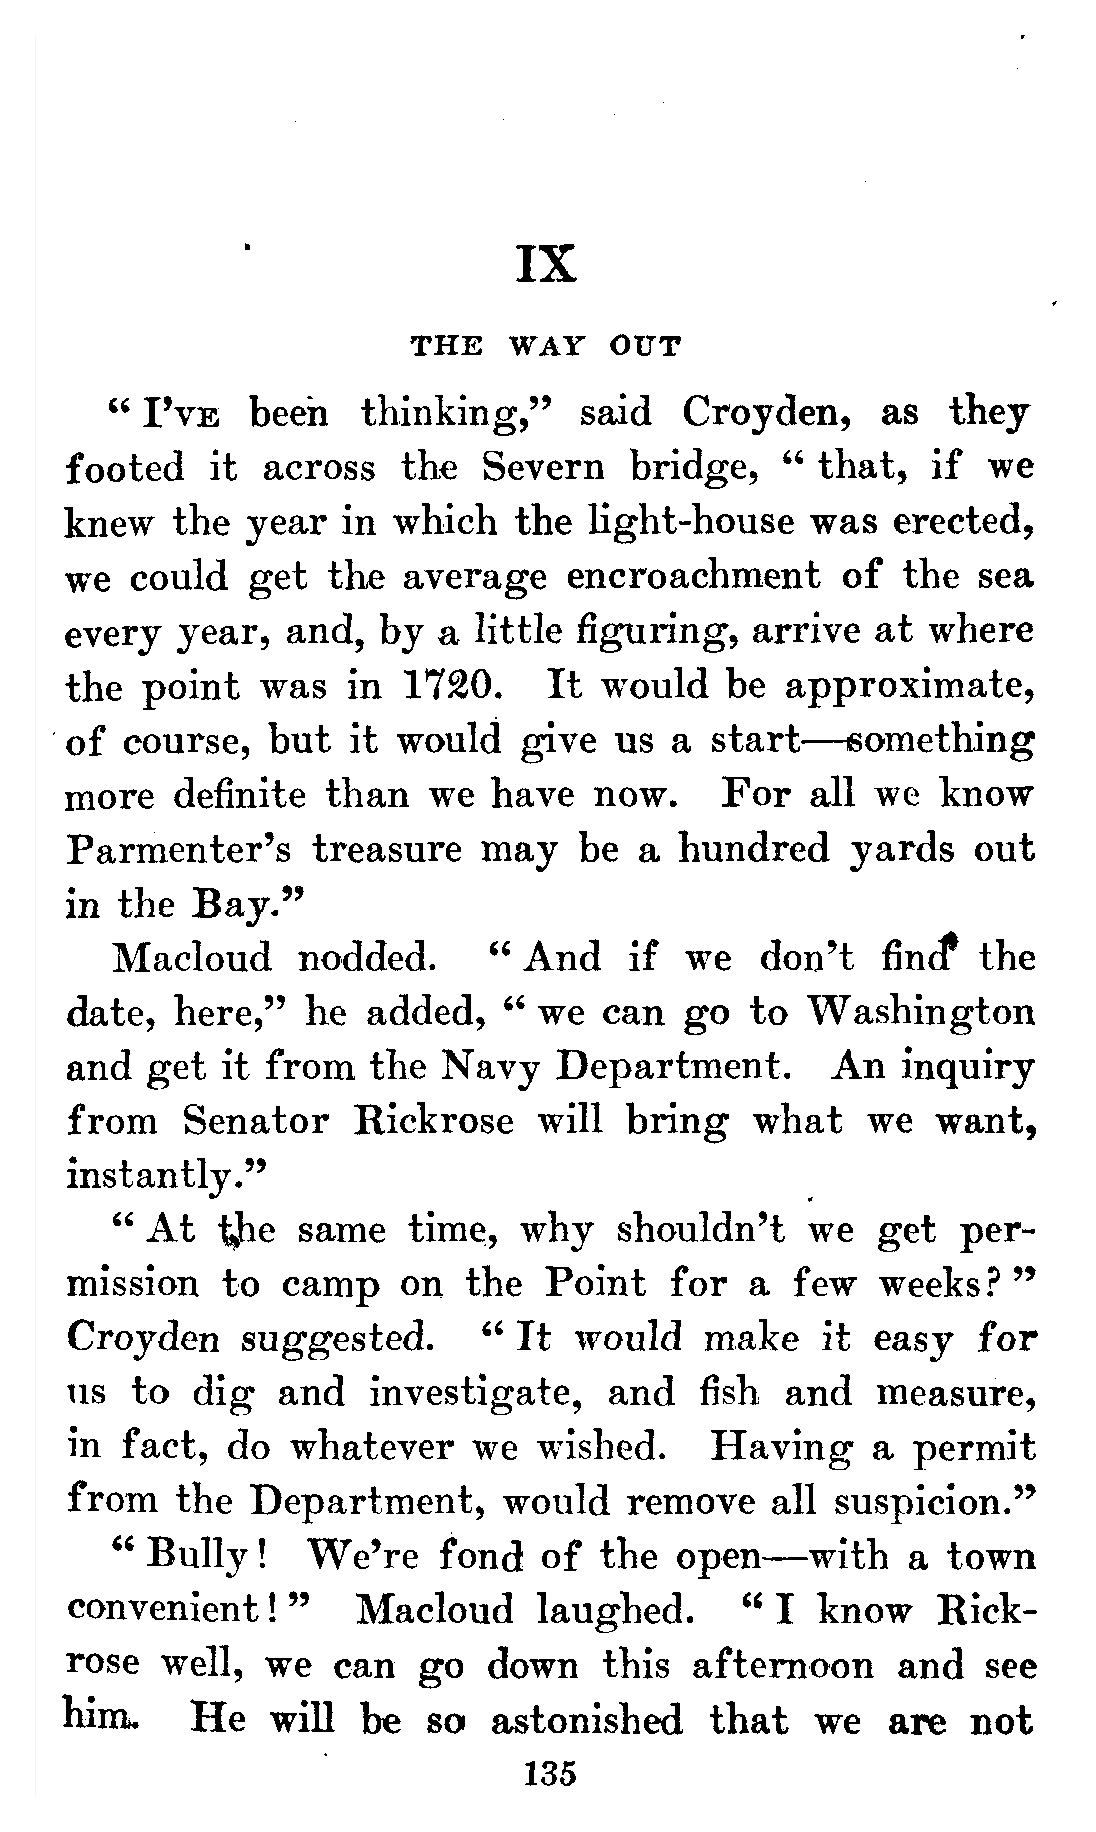 IX
THE WAY OUT
“ I’VE been thinking,” said Croyden, as they
footed it across the Severn bridge, “ that, if we
knew the year in which the light-house was erected,
we could get the average encroachment of the sea
every year, and, by a little figuring, arrive at where
the point was in 1720. It would be approximate,
of course, but it would give us a start—something
more definite than we have now. For all we know
Parmenter’s treasure may be a hundred yards out
in the Bay.”
Macloud nodded. “ And if we don’t find the
date, here,” he added, “ we can go to Washington
and get it from the Navy Department. An inquiry
from Senator Rickrose will bring what we want,
instantly.”
“ At the same time, why shouldn’t we get per-
mission to camp on the Point for a few weeks? ”
Croyden suggested. “ It would make it easy for
us to dig and investigate, and fish and measure,
in fact, do whatever we wished. Having a permit
from the Department, would remove all suspicion.”
“ Bully! We’re fond of the open—with a town
convenient! ” Macloud laughed. “ I know Rick-
rose well, we can go down this afternoon and see
him. He will be so astonished that we are not
135